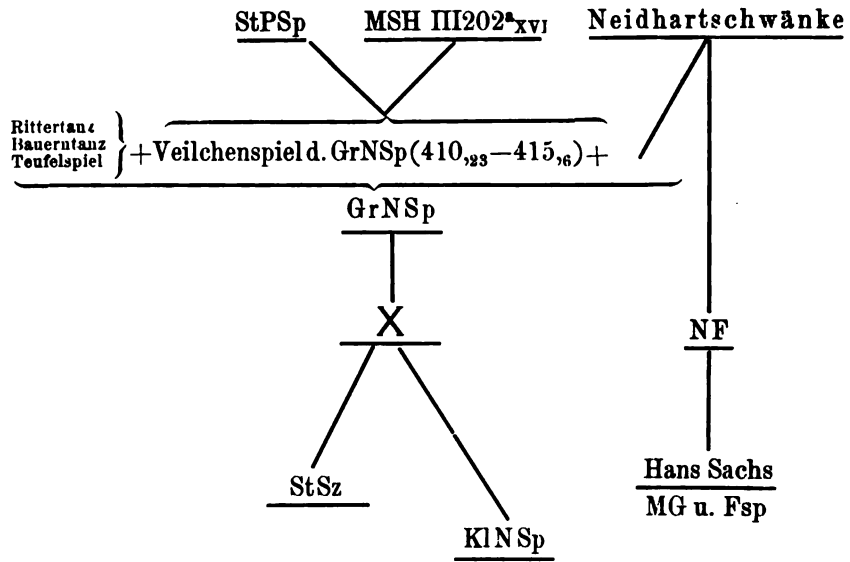 StPSp MSH III202ᵃXVI Neidhartschwänke
Rittertanz
Bauerntanz
Teufelspiel
+Veilchenspiel d. GrNSp(410,23—415,6)+
GrNSp
X
NF
StSz
Hans Sachs
MG u. Fsp
KlNSp